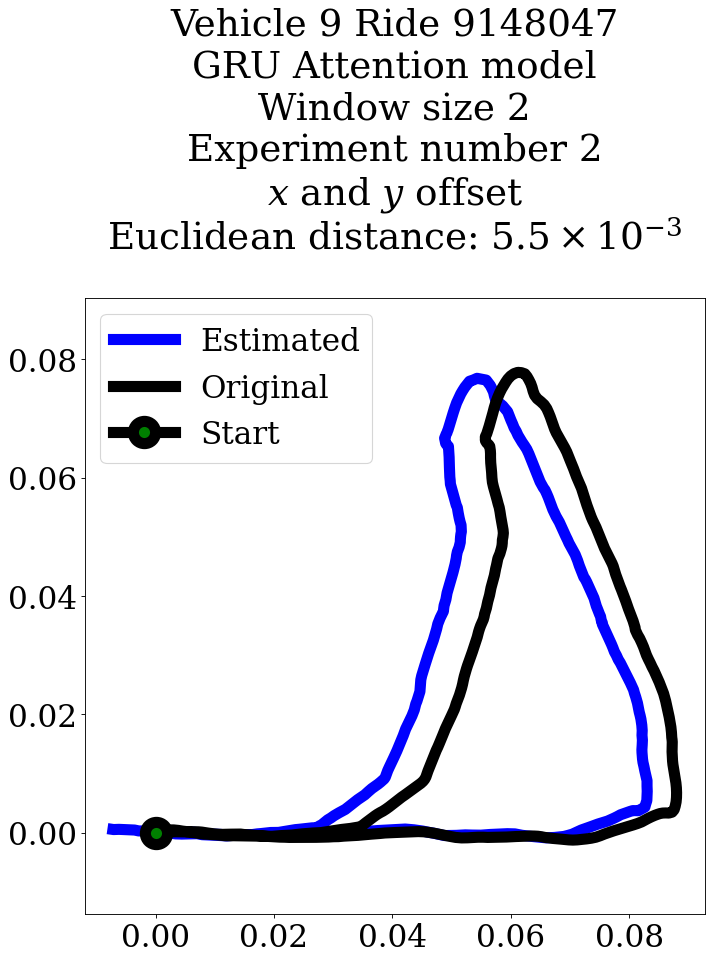 Vehicle 9 Ride 9148047
GRU Attention model
Window size 2
Experiment number 2
x and y offset
Euclidean distance: 5.5 × 10⁻³
Estimated
Original
Start
0.08
0.06
0.04
0.02
0.00
0.00 0.02 0.04 0.06 0.08